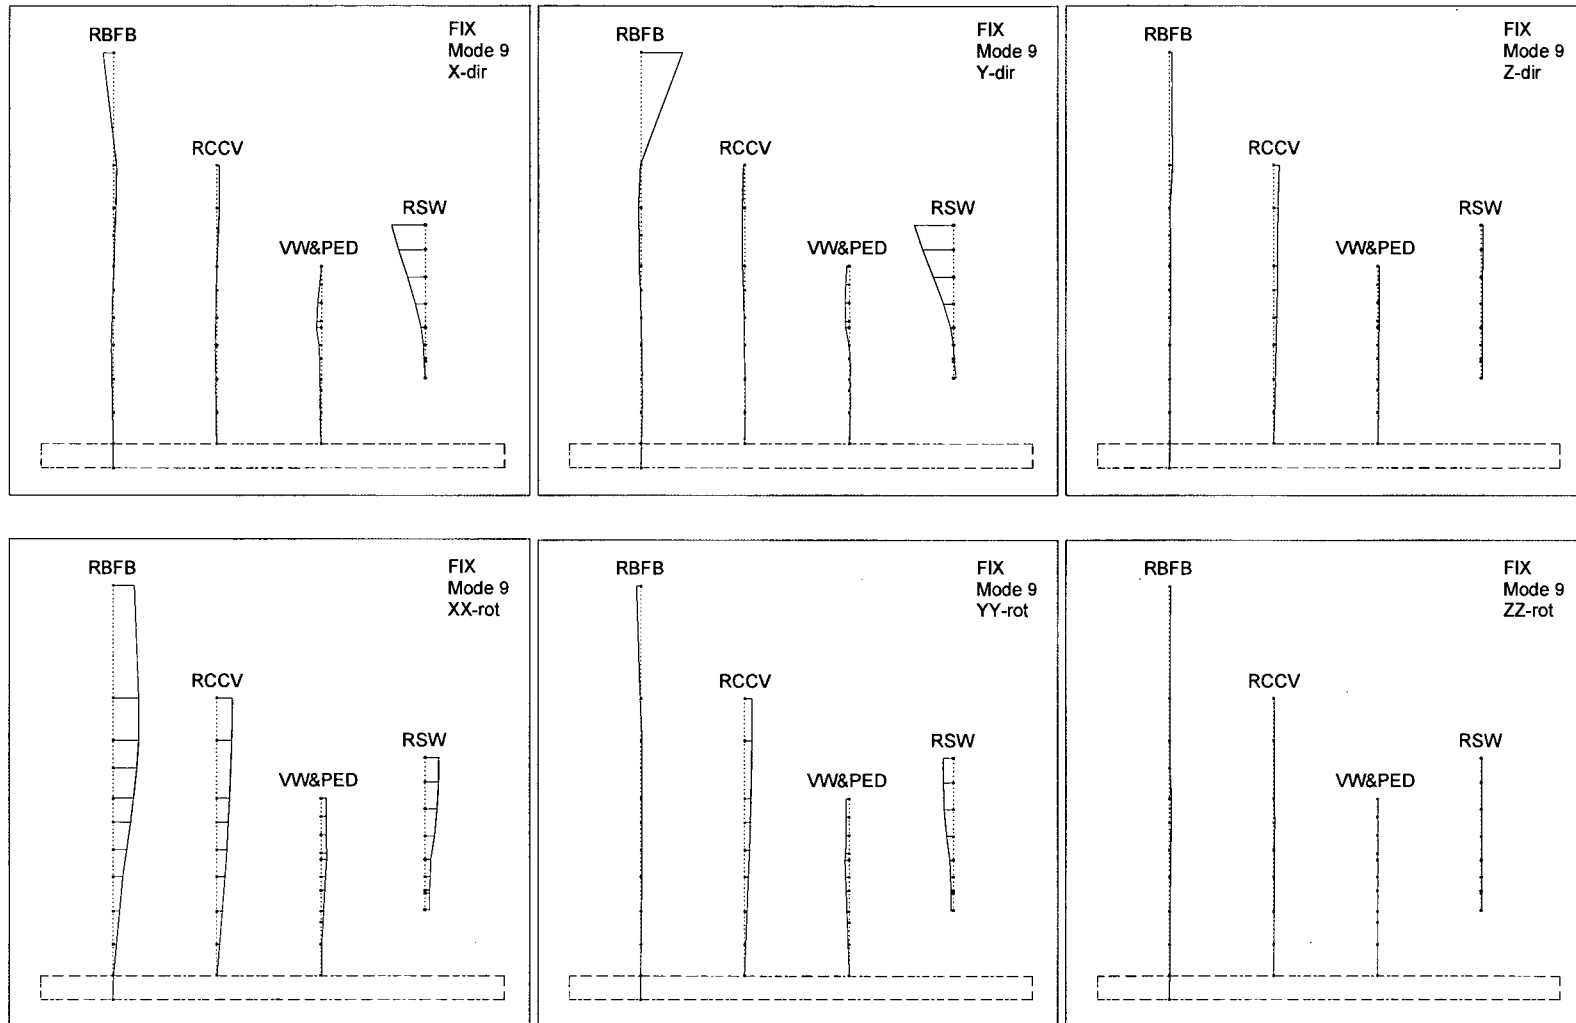 RBFB
FIX
Mode 9
X-dir
RCCV
RSW
VW&PED
RBFB
FIX
Mode 9
Y-dir
RCCV
RSW
VW&PED
RBFB
FIX
Mode 9
Z-dir
RCCV
RSW
VW&PED
RBFB
FIX
Mode 9
XX-rot
RCCV
RSW
VW&PED
RBFB
FIX
Mode 9
YY-rot
RCCV
RSW
VW&PED
RBFB
FIX
Mode 9
ZZ-rot
RCCV
RSW
VW&PED